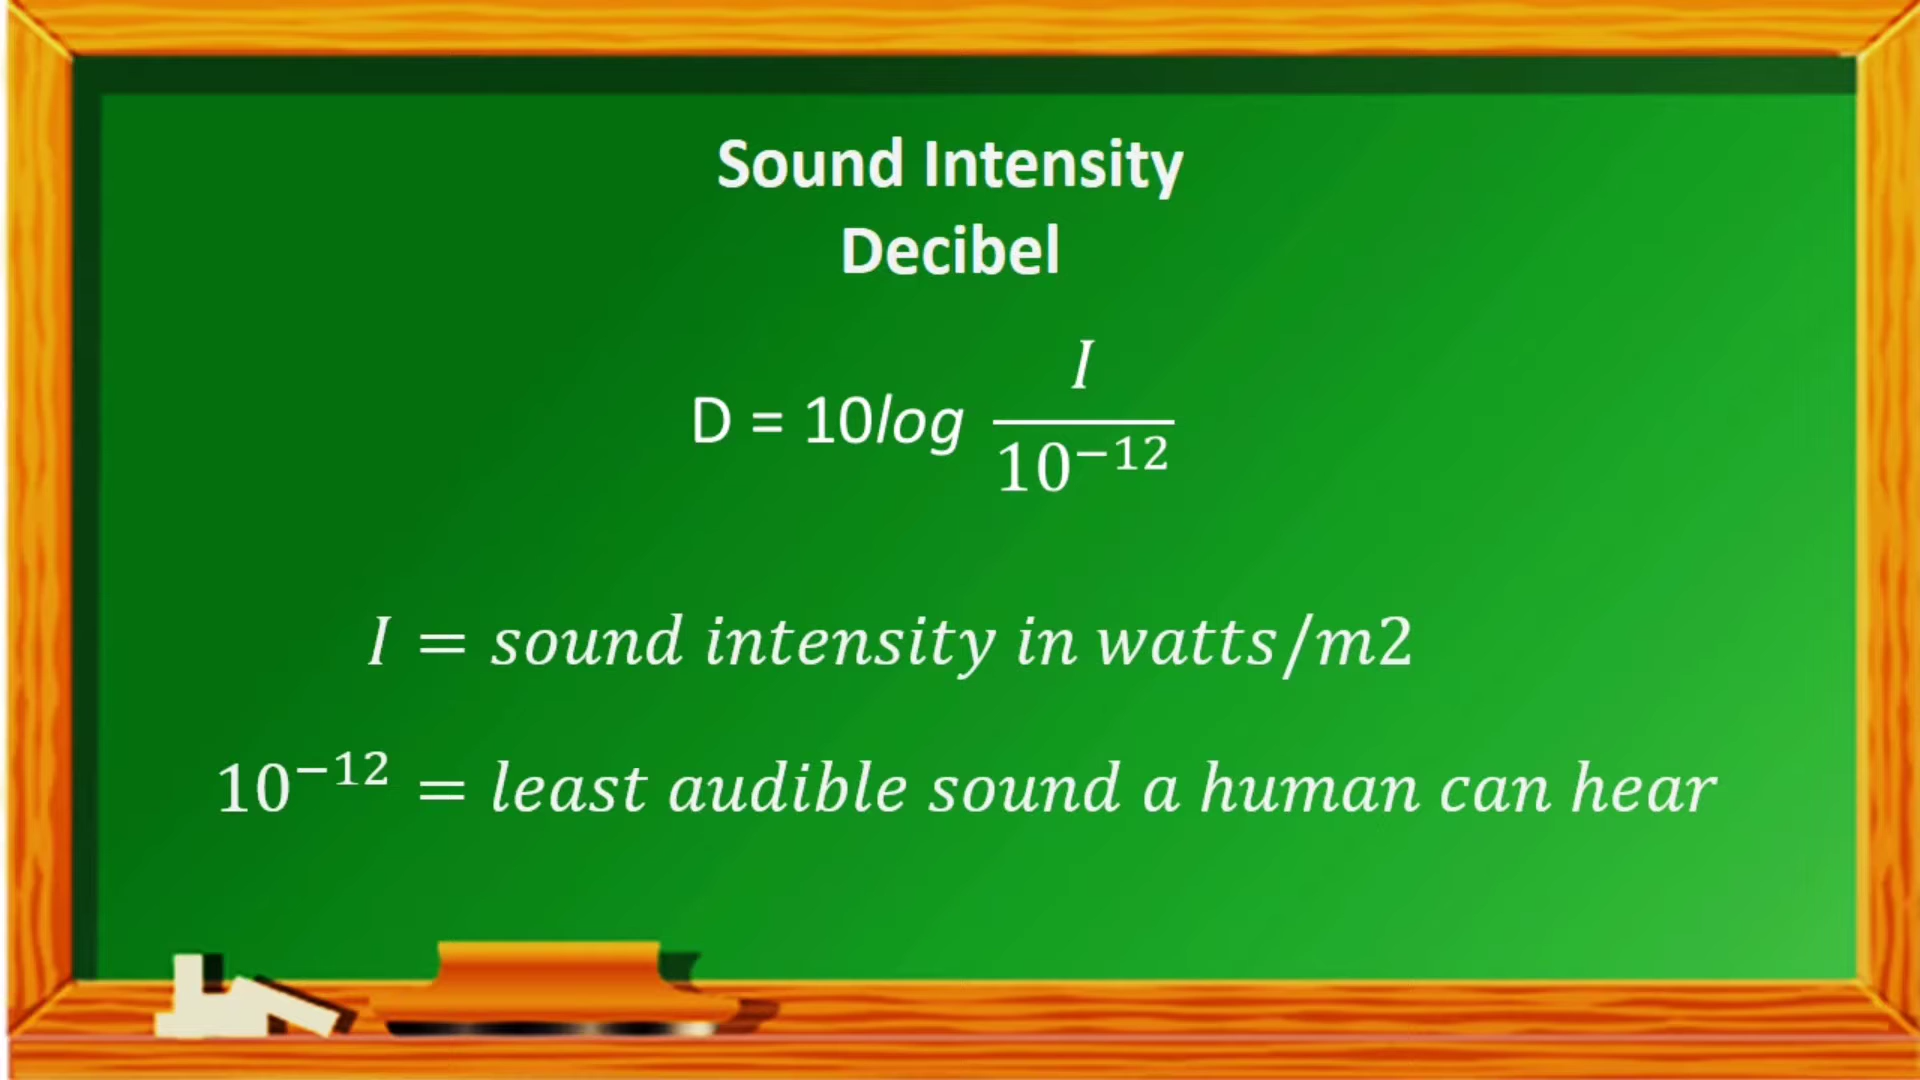 Sound Intensity
Decibel
D = 10log I/10⁻¹²
I = sound intensity in watts/m2
10⁻¹² = least audible sound a human can hear